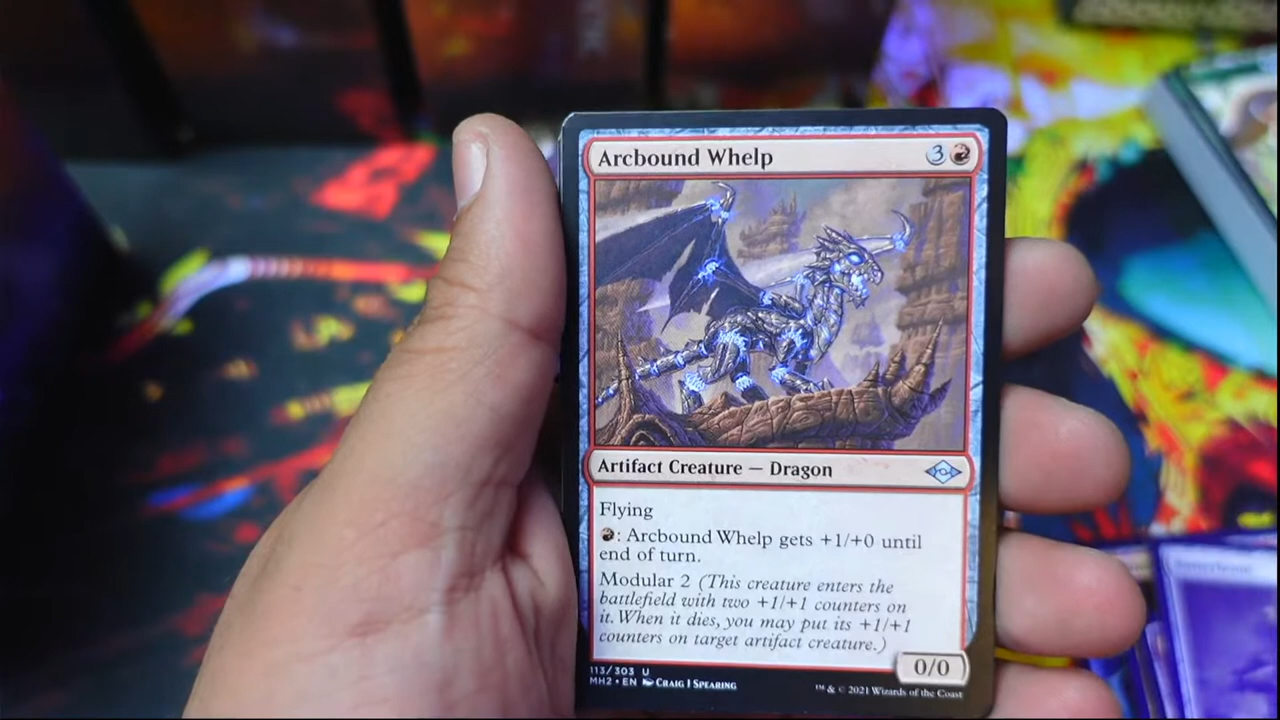 Arcbound Whelp 3
Artifact Creature — Dragon
Flying
: Arcbound Whelp gets +1/+0 until
end of turn.
Modular 2 (This creature enters the
battlefield with two +1/+1 counters on
it. When it dies, you may put its +1/+1
counters on target artifact creature.)
0/0
113/303 U
MH2 • EN Craig J Spearing
™ & © 2021 Wizards of the Coast